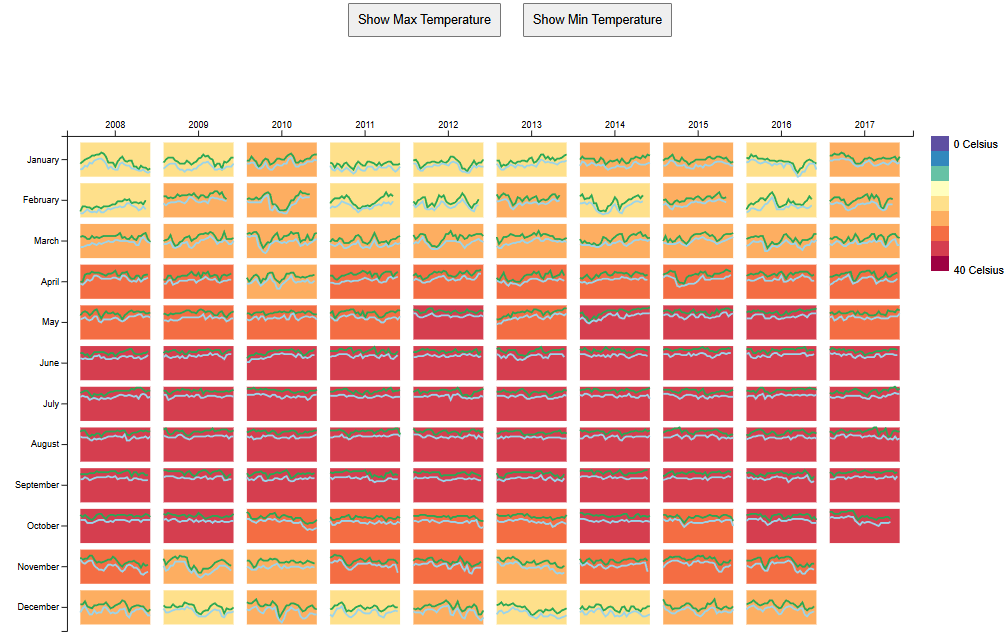 Show Max Temperature Show Min Temperature
2008 2009 2010 2011 2012 2013 2014 2015 2016 2017
0 Celsius
January
February
March
40 Celsius
April
May
June
July
August
September
October
November
December